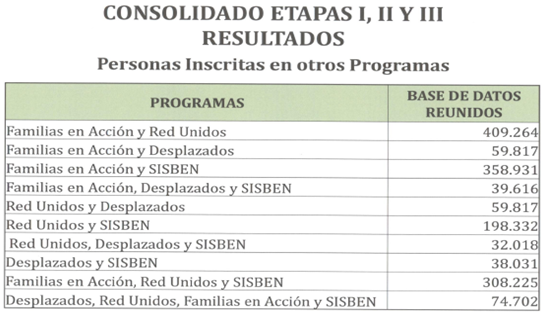 CONSOLIDADO ETAPAS I, II Y III
RESULTADOS
Personas Inscritas en otros Programas
PROGRAMAS BASE DE DATOS REUNIDOS
Familias en Acción y Red Unidos 409.264
Familias en Acción y Desplazados 59.817
Familias en Acción y SISBEN 358.931
Familias en Acción, Desplazados y SISBEN 39.616
Red Unidos y Desplazados 59.817
Red Unidos y SISBEN 198.332
Red Unidos, Desplazados y SISBEN 32.018
Desplazados y SISBEN 38.031
Familias en Acción, Red Unidos y SISBEN 308.225
Desplazados, Red Unidos, Familias en Acción y SISBEN 74.702